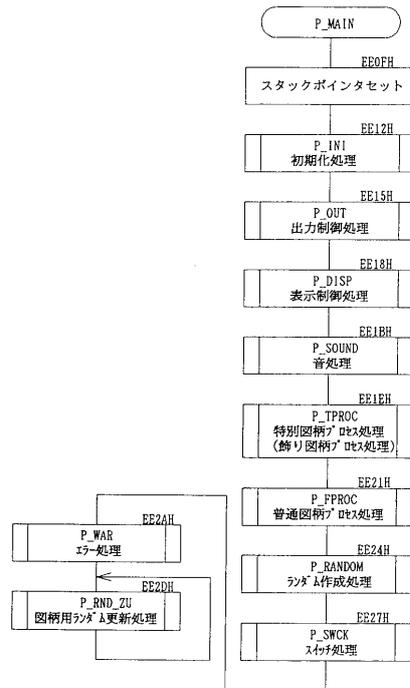 P_MAIN
EE0FH
スタックポインタセット
EE12H
P_INI
初期化処理
EE15H
P_OUT
出力制御処理
EE18H
P_DISP
表示制御処理
EE1BH
P_SOUND
音処理
EE1EH
P_TPROC
特別図柄ﾌﾟﾛｾｽ処理
(飾り図柄ﾌﾟﾛｾｽ処理)
EE21H
P_FPROC
普通図柄ﾌﾟﾛｾｽ処理
EE24H
P_RANDOM
ﾗﾝﾀﾞﾑ作成処理
EE27H
P_SWCK
ｽｲｯﾁ処理
EE2AH
P_WAR
ｴﾗｰ処理
EE2DH
P_RND_ZU
図柄用ﾗﾝﾀﾞﾑ更新処理